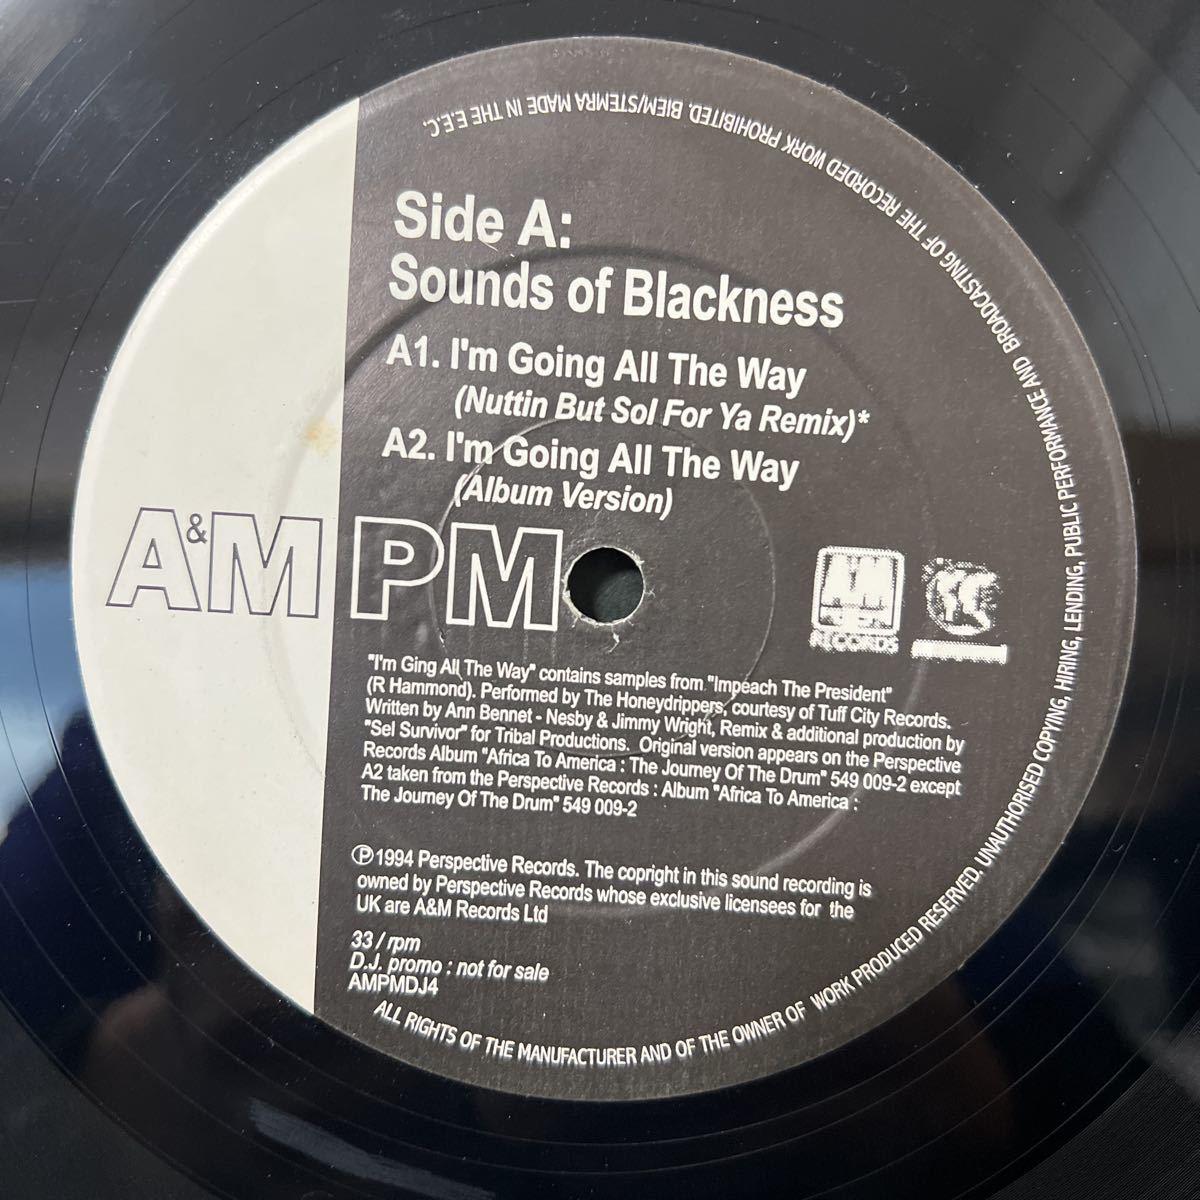 Side A:
Sounds of Blackness
A1. I'm Going All The Way
(Nuttin But Sol For Ya Remix)*
A2. I'm Going All The Way
(Album Version)
A&M PM
A&M
RECORDS
"I'm Ging All The Way" contains samples from "Impeach The President"
(R Hammond). Performed by The Honeydrippers, courtesy of Tuff City Records.
Written by Ann Bennet - Nesby & Jimmy Wright, Remix & additional production by
"Sel Survivor" for Tribal Productions. Original version appears on the Perspective
Records Album "Africa To America : The Journey Of The Drum" 549 009-2 except
A2 taken from the Perspective Records : Album "Africa To America :
The Journey Of The Drum" 549 009-2
℗1994 Perspective Records. The copright in this sound recording is
owned by Perspective Records whose exclusive licensees for the
UK are A&M Records Ltd
33 / rpm
D.J. promo : not for sale
AMPMDJ4
ALL RIGHTS OF THE MANUFACTURER AND OF THE OWNER OF WORK PRODUCED RESERVED. UNAUTHORISED COPYING, HIRING, LENDING, PUBLIC PERFORMANCE AND BROADCASTING OF THE RECORDED WORK PROHIBITED. BIEM/STEMRA MADE IN THE E.E.C.